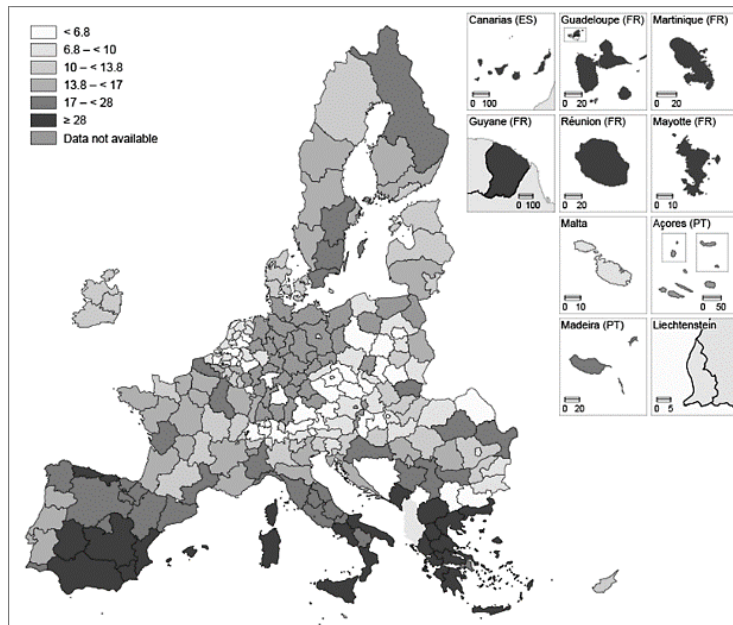 < 6.8
6.8 – < 10
10 – < 13.8
13.8 – < 17
17 – < 28
≥ 28
Data not available
Canarias (ES)
0 100
Guadeloupe (FR)
0 20
Martinique (FR)
0 20
Guyane (FR)
0 100
Réunion (FR)
0 20
Mayotte (FR)
0 10
Malta
0 10
Açores (PT)
0 50
Madeira (PT)
0 20
Liechtenstein
0 5